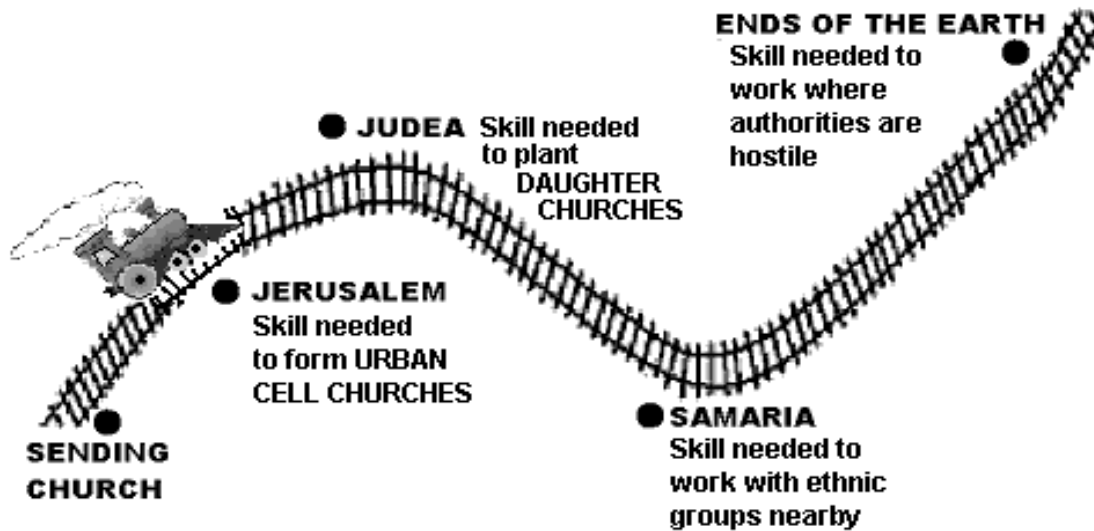 SENDING
CHURCH
JERUSALEM
Skill needed
to form URBAN
CELL CHURCHES
JUDEA Skill needed
to plant
DAUGHTER
CHURCHES
SAMARIA
Skill needed to
work with ethnic
groups nearby
ENDS OF THE EARTH
Skill needed to
work where
authorities are
hostile